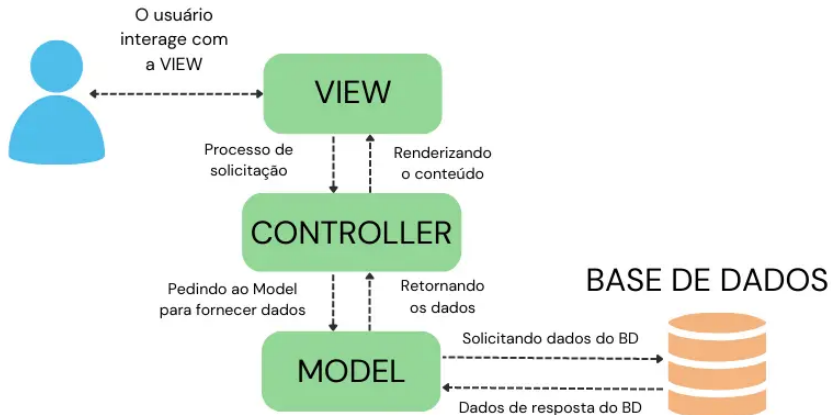 O usuário
interage com
a VIEW
VIEW
Processo de
solicitação
Renderizando
o conteúdo
CONTROLLER
Pedindo ao Model
para fornecer dados
Retornando
os dados
BASE DE DADOS
MODEL
Solicitando dados do BD
Dados de resposta do BD